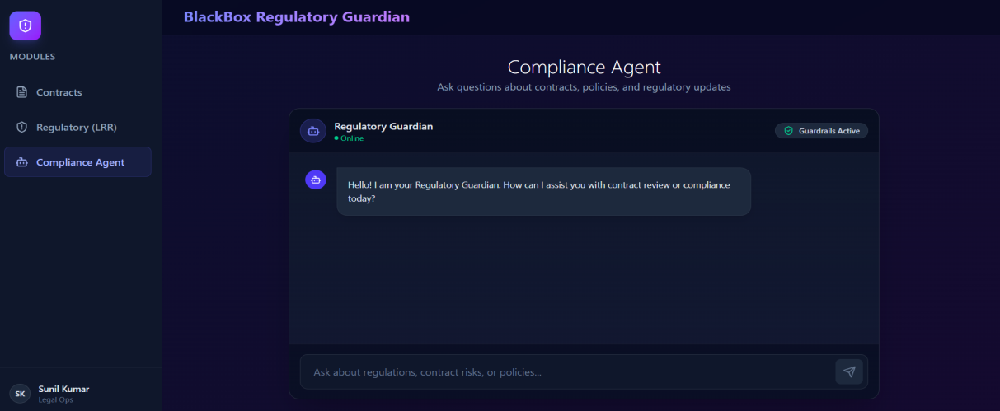 BlackBox Regulatory Guardian
MODULES
Contracts
Regulatory (LRR)
Compliance Agent
SK
Sunil Kumar
Legal Ops
Compliance Agent
Ask questions about contracts, policies, and regulatory updates
Regulatory Guardian
Online
Guardrails Active
Hello! I am your Regulatory Guardian. How can I assist you with contract review or compliance
today?
Ask about regulations, contract risks, or policies...